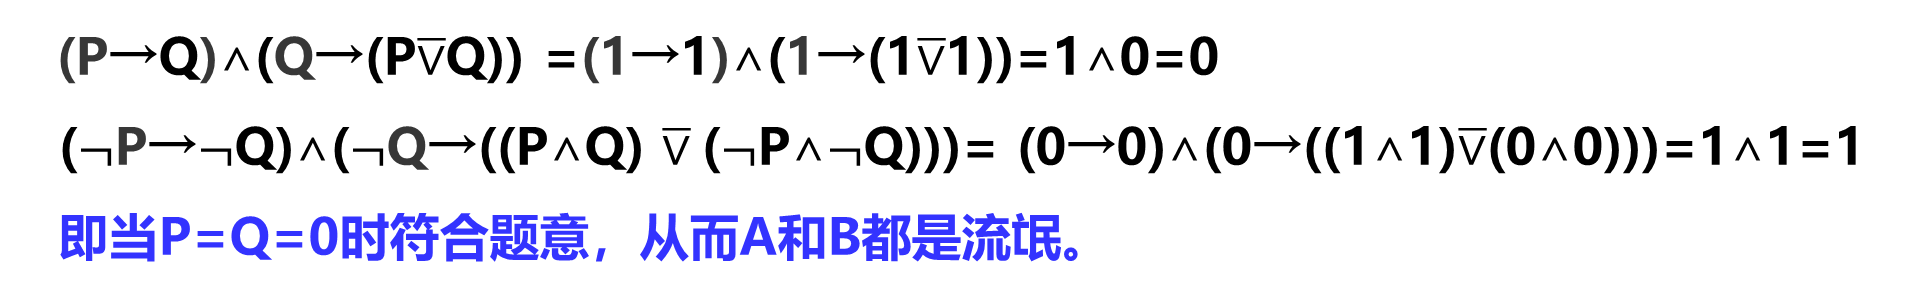 (P→Q)∧(Q→(P⊽Q)) =(1→1)∧(1→(1⊽1))=1∧0=0
(¬P→¬Q)∧(¬Q→((P∧Q) ⊽ (¬P∧¬Q)))= (0→0)∧(0→((1∧1)⊽(0∧0)))=1∧1=1
即当P=Q=0时符合题意，从而A和B都是流氓。